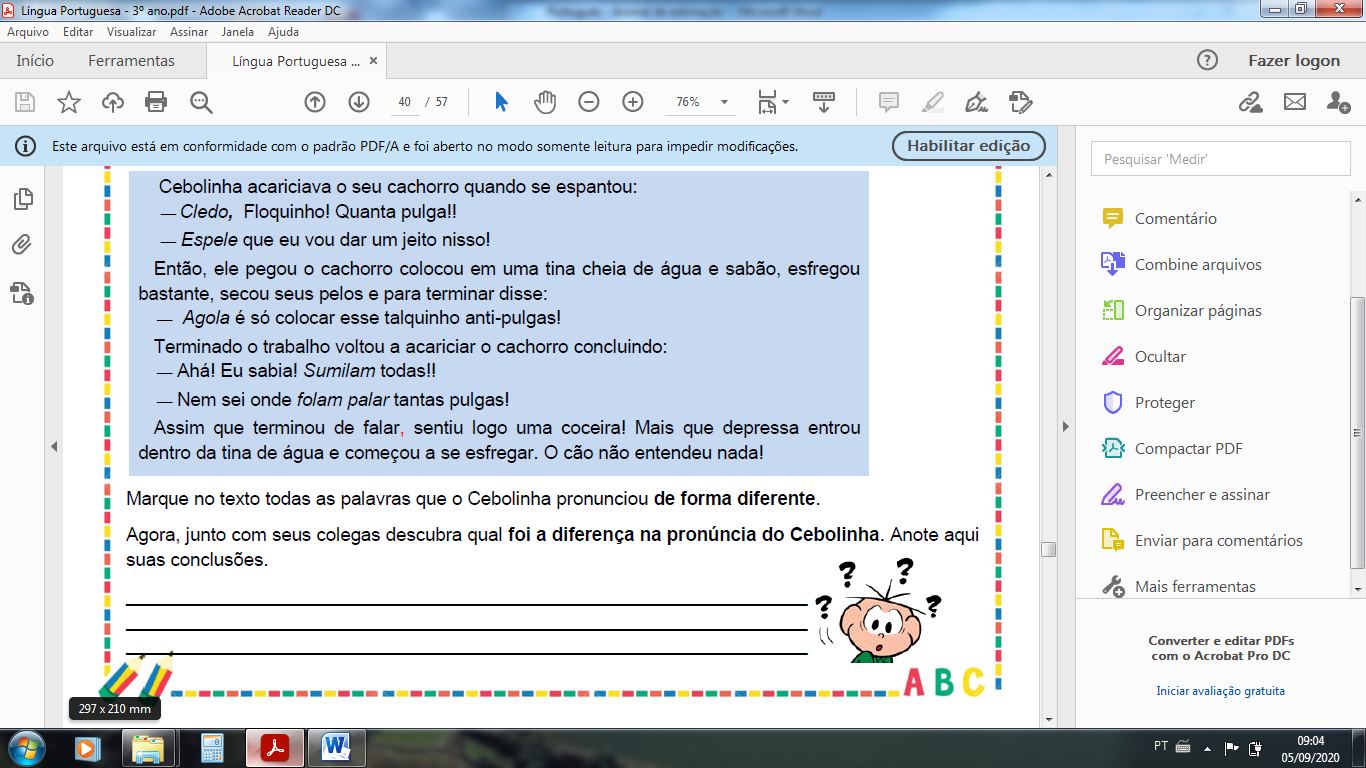 Língua Portuguesa - 3º ano.pdf - Adobe Acrobat Reader DC
Arquivo Editar Visualizar Assinar Janela Ajuda
Início Ferramentas Língua Portuguesa ... × ? Fazer logon
40 / 57 76%
Este arquivo está em conformidade com o padrão PDF/A e foi aberto no modo somente leitura para impedir modificações. Habilitar edição
Cebolinha acariciava o seu cachorro quando se espantou:
— Cledo, Floquinho! Quanta pulga!!
— Espele que eu vou dar um jeito nisso!
Então, ele pegou o cachorro colocou em uma tina cheia de água e sabão, esfregou
bastante, secou seus pelos e para terminar disse:
— Agola é só colocar esse talquinho anti-pulgas!
Terminado o trabalho voltou a acariciar o cachorro concluindo:
— Ahá! Eu sabia! Sumilam todas!!
— Nem sei onde folam palar tantas pulgas!
Assim que terminou de falar, sentiu logo uma coceira! Mais que depressa entrou
dentro da tina de água e começou a se esfregar. O cão não entendeu nada!
Marque no texto todas as palavras que o Cebolinha pronunciou de forma diferente.
Agora, junto com seus colegas descubra qual foi a diferença na pronúncia do Cebolinha. Anote aqui
suas conclusões.
? ? ? ?
A B C
297 x 210 mm
Pesquisar 'Medir'
Comentário
Combine arquivos
Organizar páginas
Ocultar
Proteger
Compactar PDF
Preencher e assinar
Enviar para comentários
Mais ferramentas
Converter e editar PDFs
com o Acrobat Pro DC
Iniciar avaliação gratuita
PT 09:04
05/09/2020